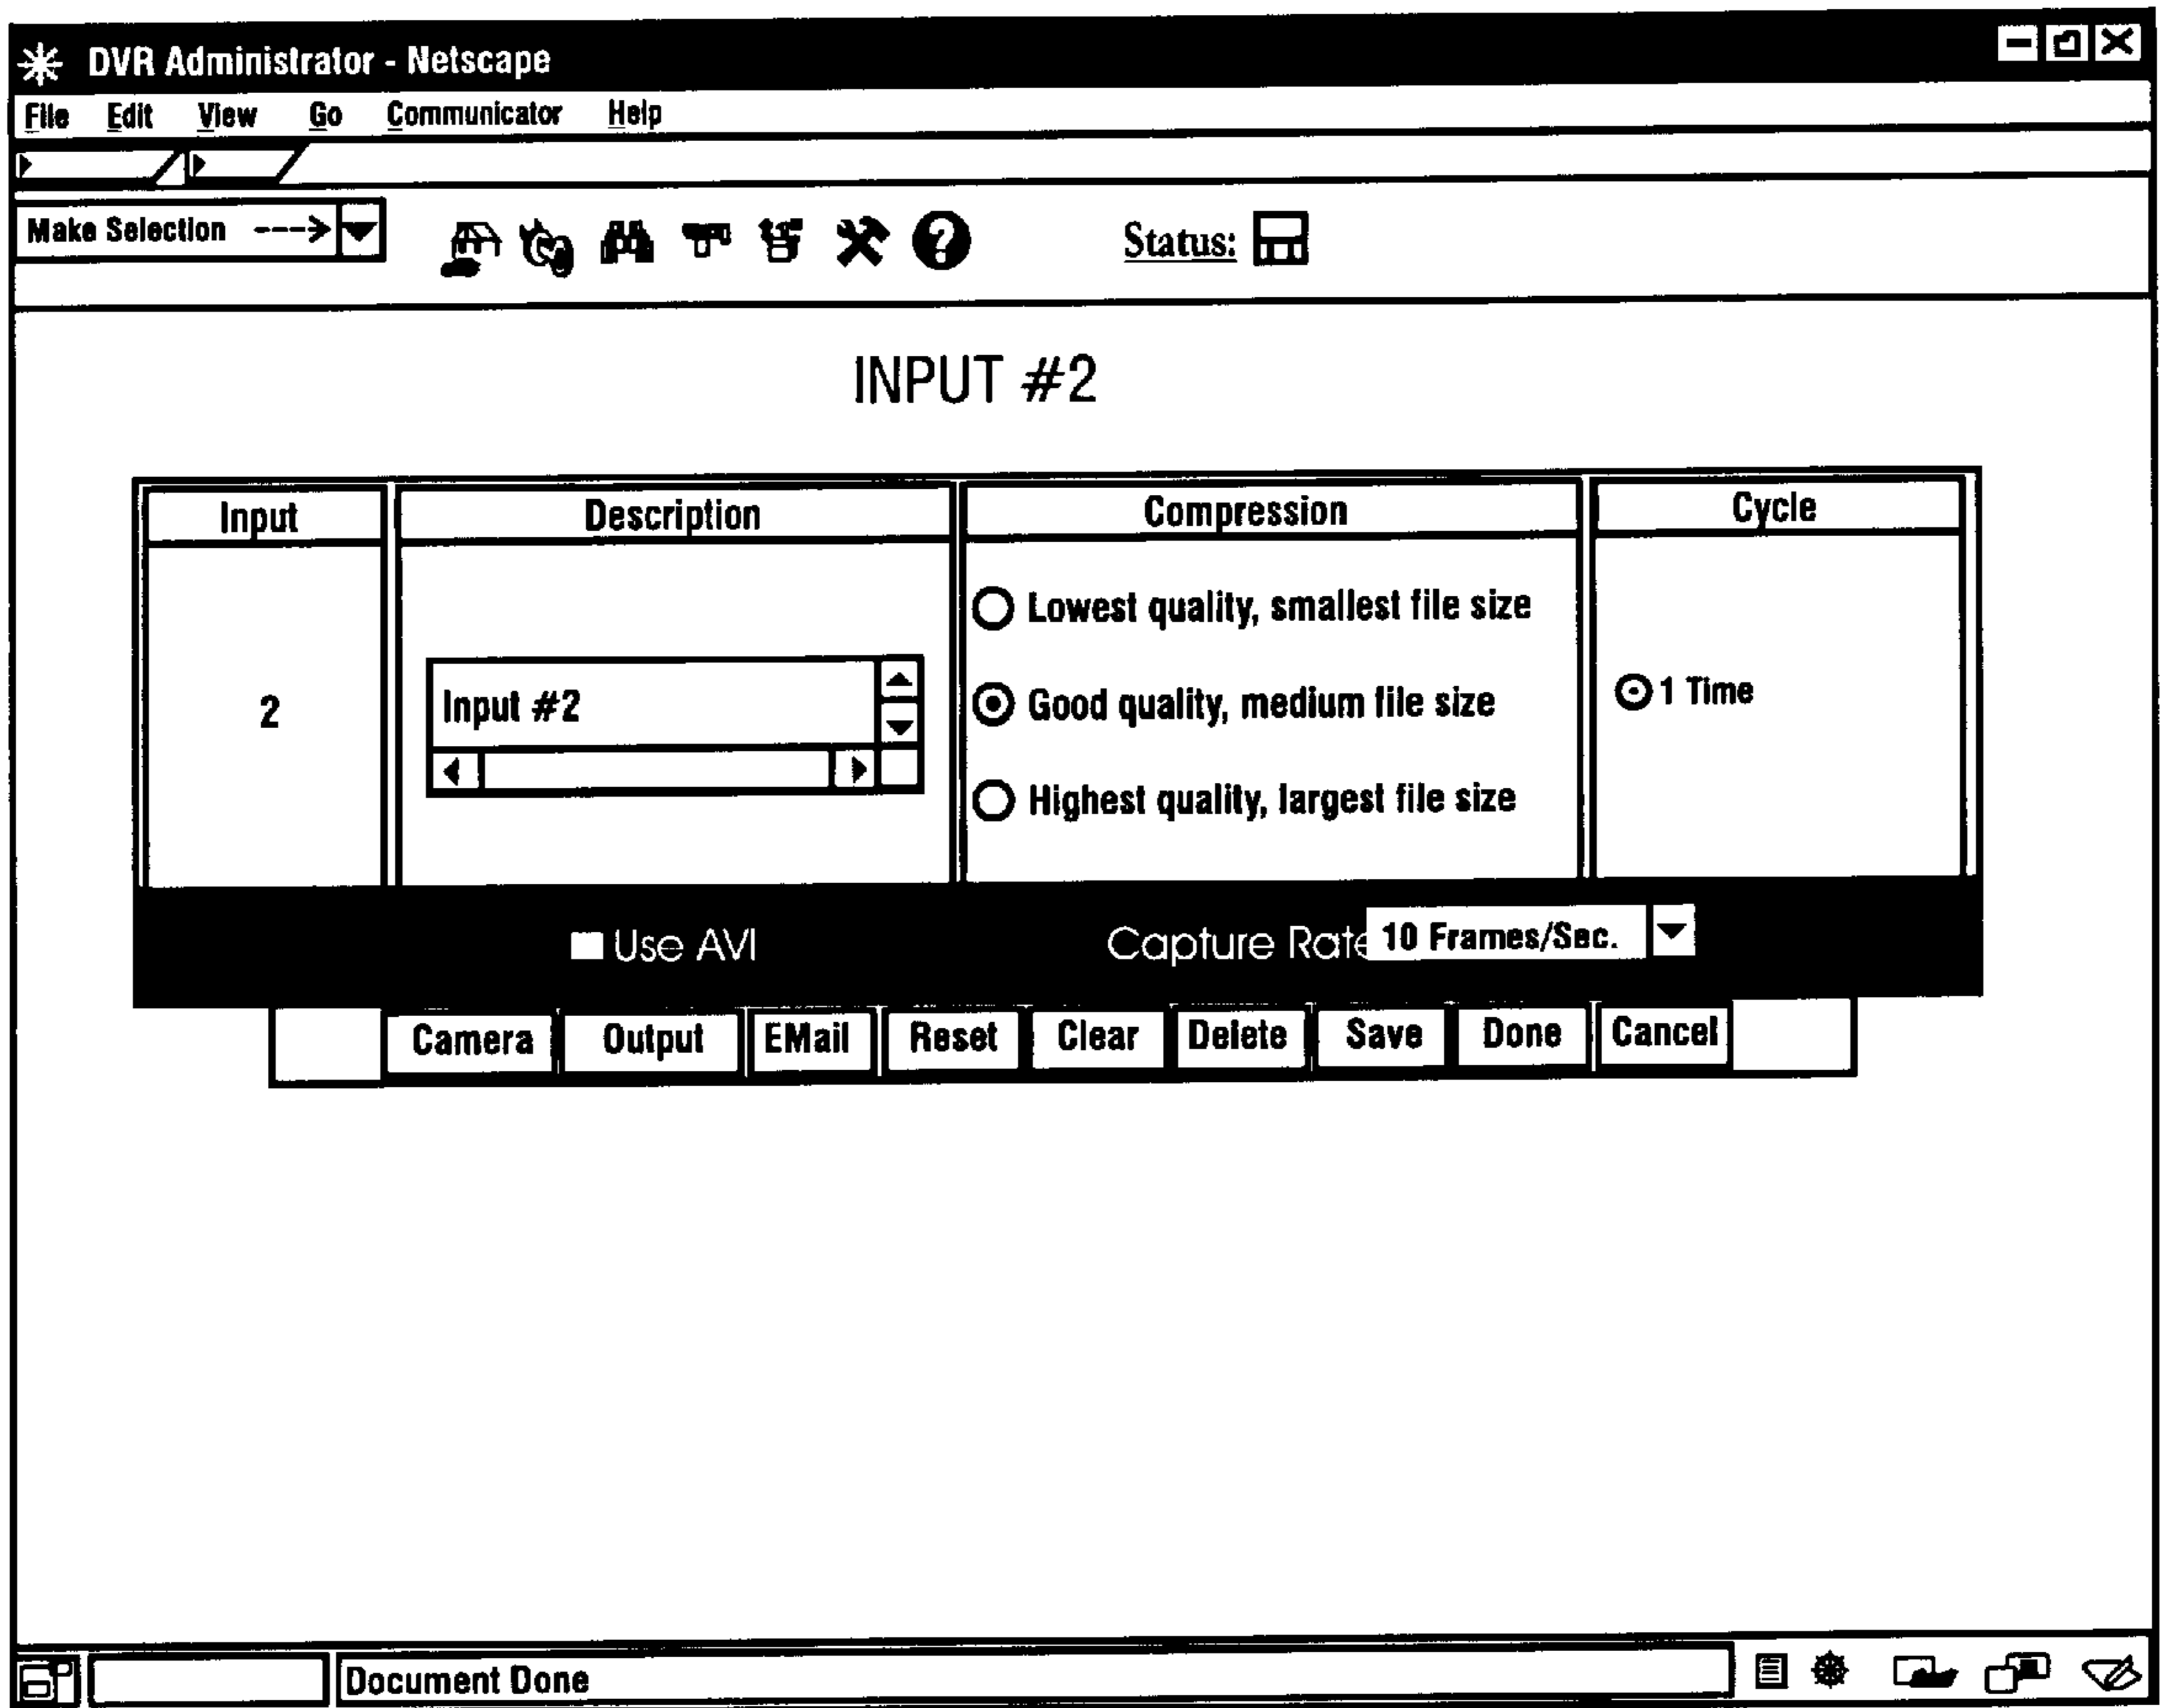 DVR Administrator - Netscape
File Edit View Go Communicator Help
Make Selection ---->
Status:
INPUT #2
Input Description Compression Cycle
Lowest quality, smallest file size
2 Input #2 Good quality, medium file size 1 Time
Highest quality, largest file size
Use AVI Capture Rate 10 Frames/Sec.
Camera Output EMail Reset Clear Delete Save Done Cancel
Document Done